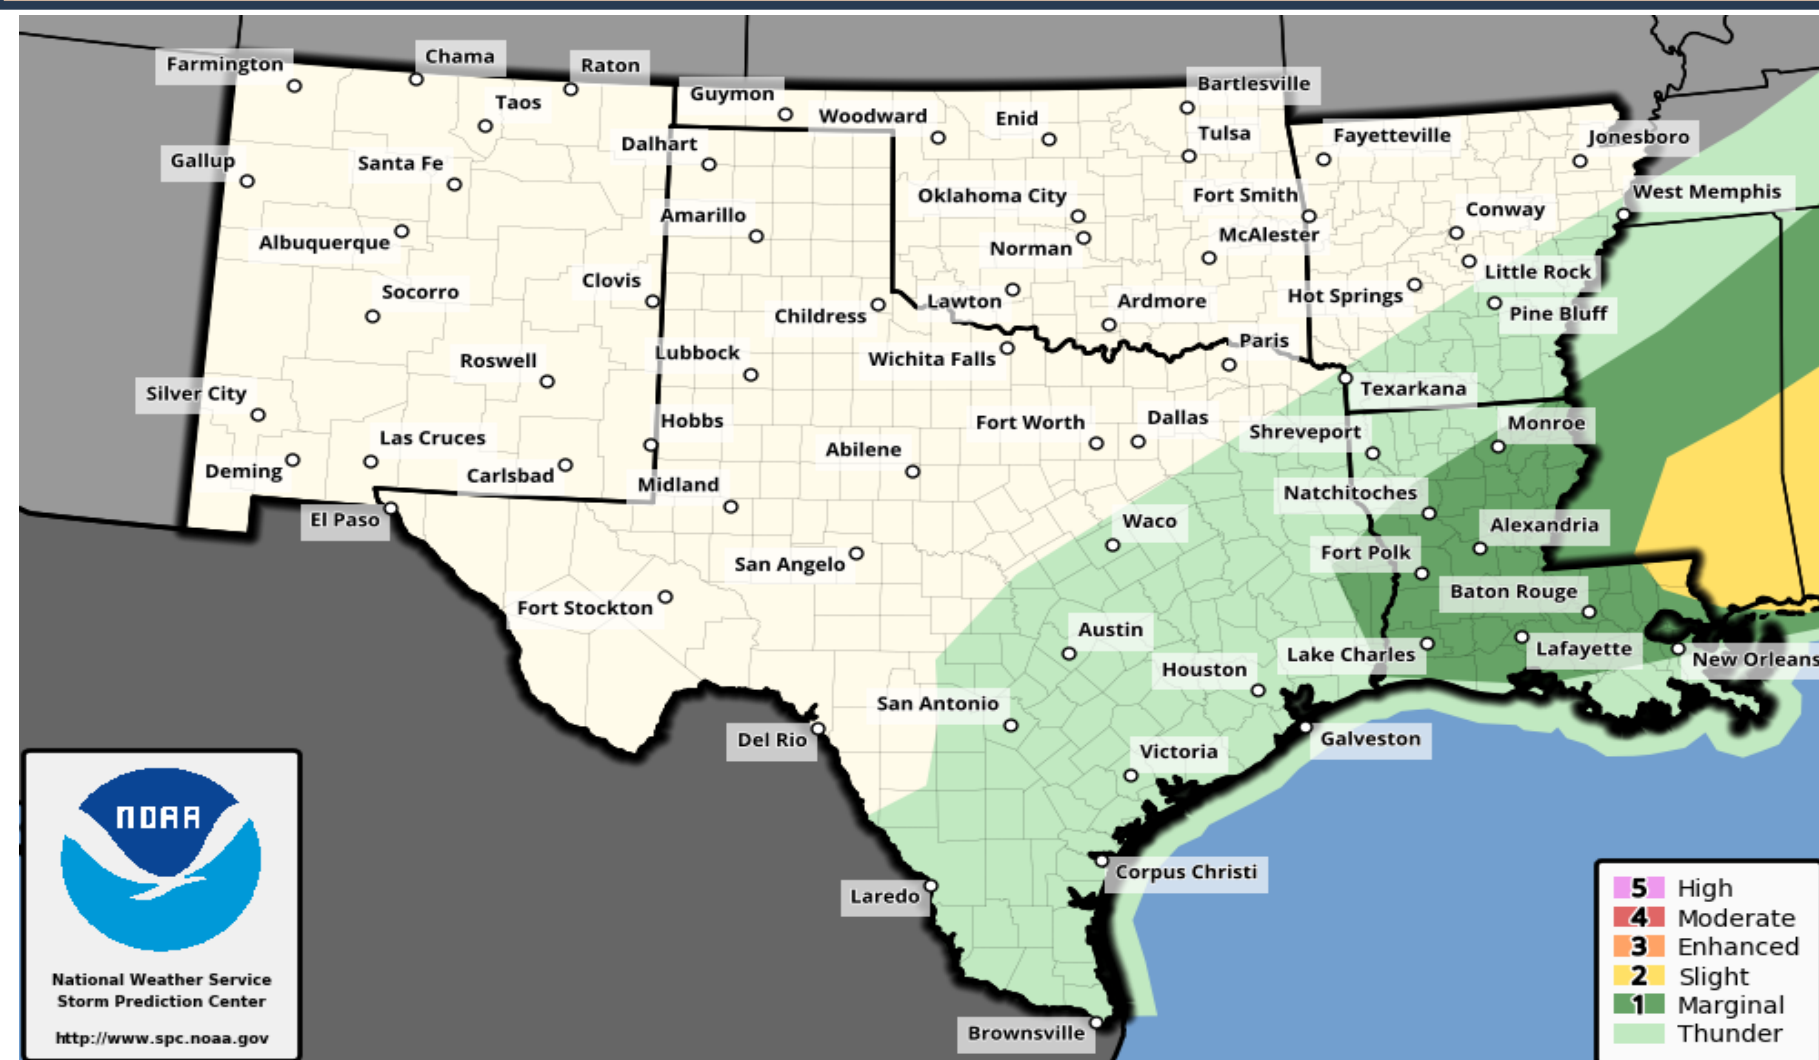 Farmington
Chama
Raton
Taos
Guymon
Woodward
Enid
Bartlesville
Tulsa
Fayetteville
Jonesboro
Gallup
Santa Fe
Dalhart
Amarillo
Oklahoma City
Fort Smith
Conway
West Memphis
Albuquerque
Norman
McAlester
Socorro
Clovis
Childress
Lawton
Ardmore
Hot Springs
Little Rock
Pine Bluff
Roswell
Lubbock
Wichita Falls
Paris
Silver City
Hobbs
Fort Worth
Dallas
Texarkana
Shreveport
Monroe
Las Cruces
Deming
Carlsbad
Midland
Abilene
Natchitoches
El Paso
Waco
Alexandria
San Angelo
Fort Polk
Fort Stockton
Baton Rouge
Austin
Houston
Lake Charles
Lafayette
New Orleans
San Antonio
Del Rio
Victoria
Galveston
Corpus Christi
Laredo
Brownsville
NOAA
National Weather Service
Storm Prediction Center
http://www.spc.noaa.gov
5 High
4 Moderate
3 Enhanced
2 Slight
1 Marginal
Thunder